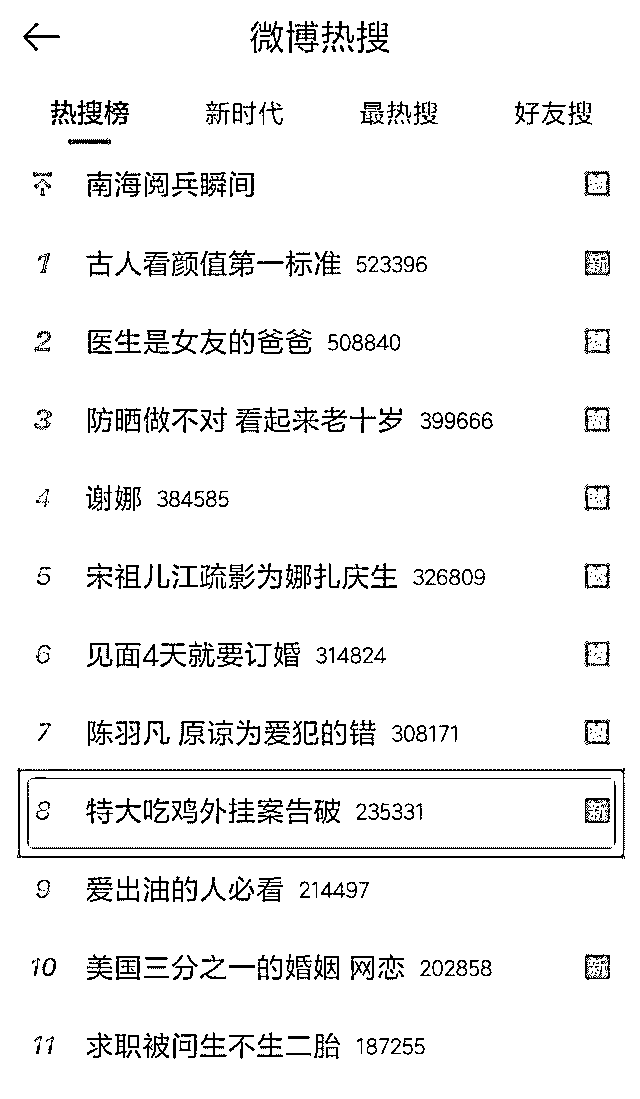 微博热搜
热搜榜 新时代 最热搜 好友搜
南海阅兵瞬间
1 古人看颜值第一标准 523396 新
2 医生是女友的爸爸 508840
3 防晒做不对 看起来老十岁 399666
4 谢娜 384585
5 宋祖儿江疏影为娜扎庆生 326809
6 见面4天就要订婚 314824
7 陈羽凡 原谅为爱犯的错 308171
8 特大吃鸡外挂案告破 235331 新
9 爱出油的人必看 214497
10 美国三分之一的婚姻 网恋 202858 新
11 求职被问生不生二胎 187255